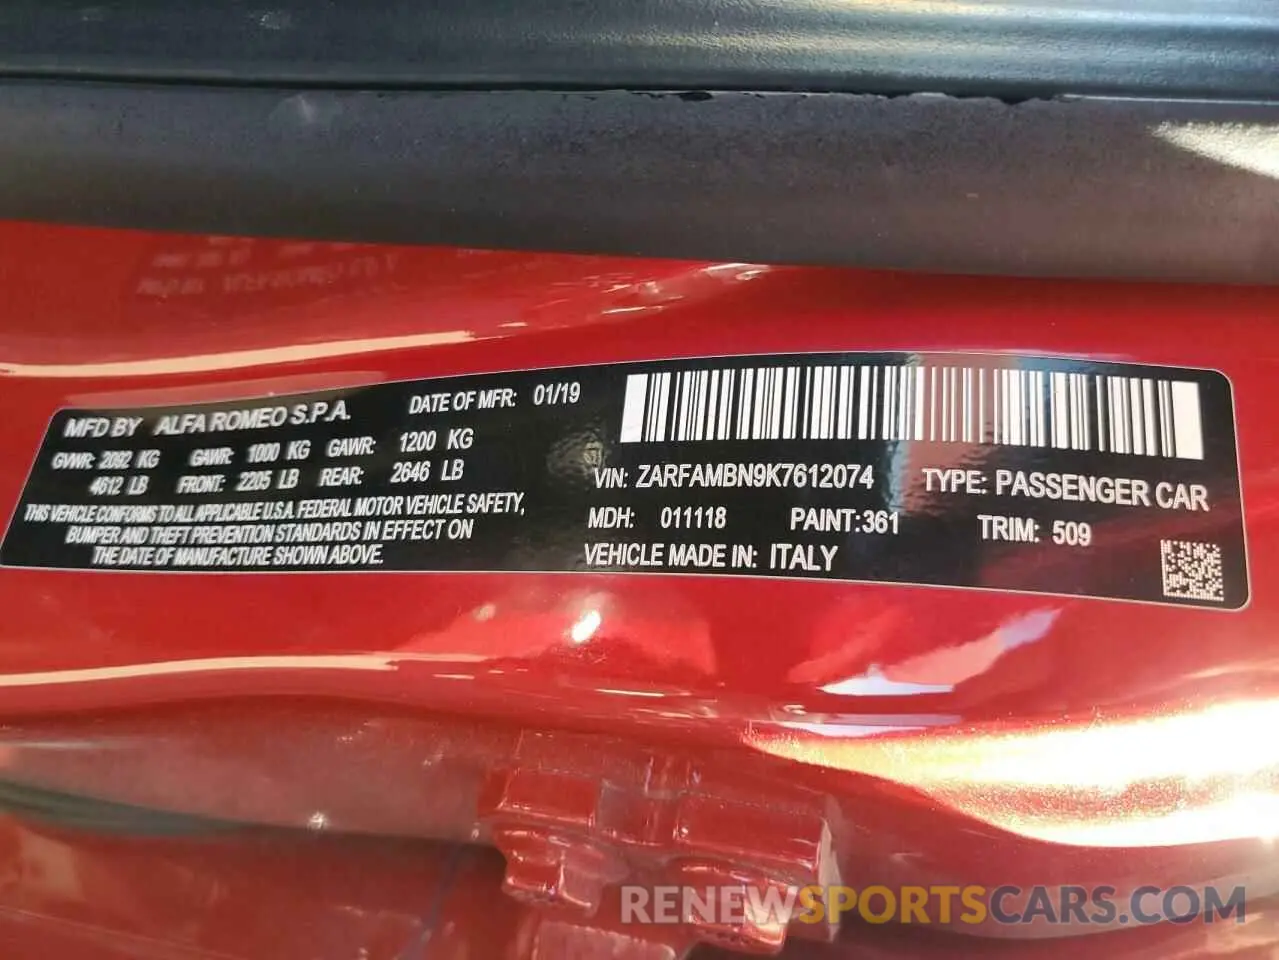 MFD BY ALFA ROMEO S.P.A. DATE OF MFR: 01/19
GVWR: 2092 KG GAWR: 1000 KG GAWR: 1200 KG
4612 LB FRONT: 2205 LB REAR: 2646 LB
THIS VEHICLE CONFORMS TO ALL APPLICABLE U.S.A. FEDERAL MOTOR VEHICLE SAFETY,
BUMPER AND THEFT PREVENTION STANDARDS IN EFFECT ON
THE DATE OF MANUFACTURE SHOWN ABOVE.
VIN: ZARFAMBN9K7612074 TYPE: PASSENGER CAR
MDH: 011118 PAINT:361 TRIM: 509
VEHICLE MADE IN: ITALY
RENEWSPORTSCARS.COM